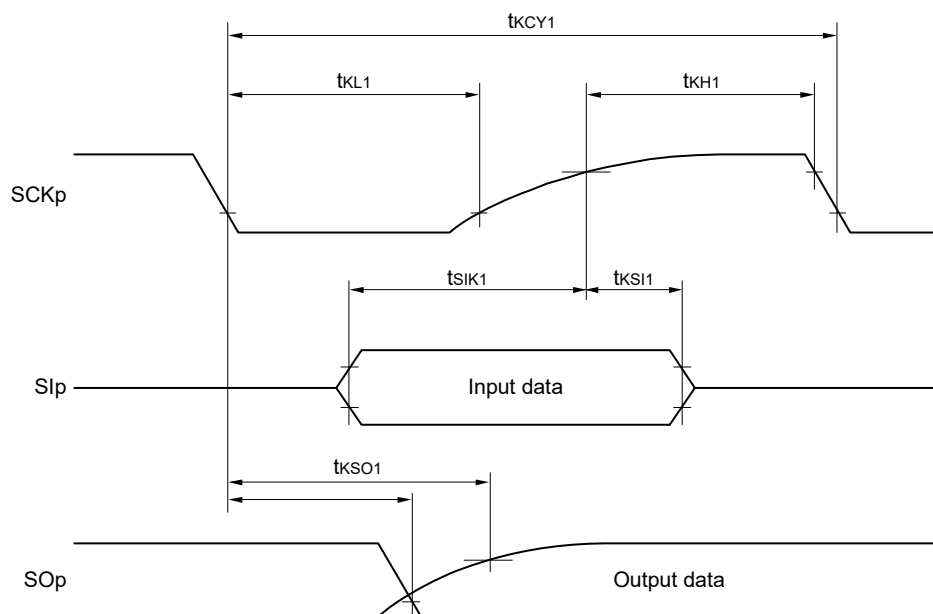 tKCY1
tKL1
tKH1
SCKp
tSIK1
tKSI1
SIp
Input data
tKSO1
SOp
Output data